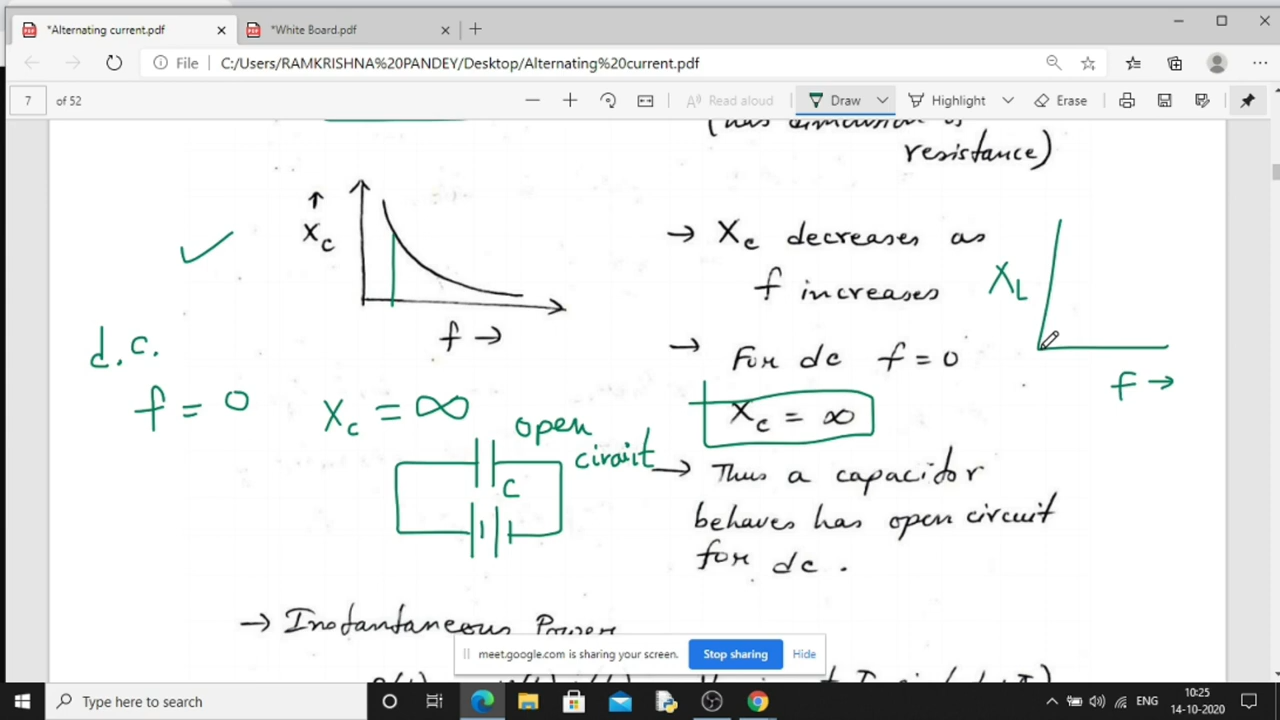 *Alternating current.pdf
*White Board.pdf
File
C:/Users/RAMKRISHNA%20PANDEY/Desktop/Alternating%20current.pdf
7 of 52
Read aloud
Draw
Highlight
Erase
resistance)
↑
Xc
f →
✓
→ Xc decreases as
f increases
XL
f →
→ For dc f = 0
Xc = ∞
d.c.
f = 0 Xc = ∞
open
circuit
C
→ Thus a capacitor
behaves has open circuit
for dc .
→ Instantaneous Power
meet.google.com is sharing your screen.
Stop sharing
Hide
Type here to search
ENG
10:25
14-10-2020